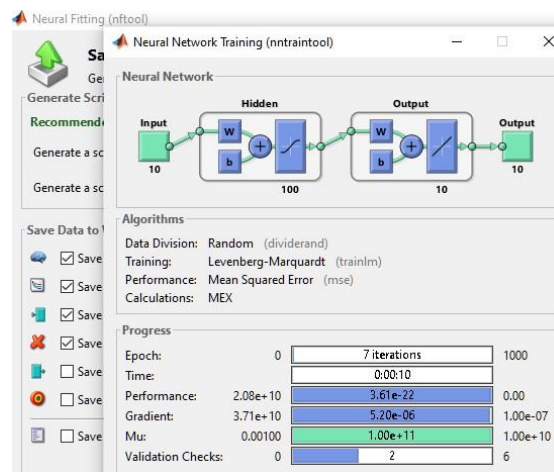 Neural Fitting (nftool)
Sa
Ge
Generate Scri
Recommende
Generate a sc
Generate a sc
Save Data to W
Save
Save
Save
Save
Save
Save
Save
Neural Network Training (nntraintool)
Neural Network
Hidden
Output
Input
W
b
+
W
b
+
Output
10
100
10
10
Algorithms
Data Division: Random (dividerand)
Training: Levenberg-Marquardt (trainlm)
Performance: Mean Squared Error (mse)
Calculations: MEX
Progress
Epoch: 0 7 iterations 1000
Time: 0:00:10
Performance: 2.08e+10 3.61e-22 0.00
Gradient: 3.71e+10 5.20e-06 1.00e-07
Mu: 0.00100 1.00e+11 1.00e+10
Validation Checks: 0 2 6